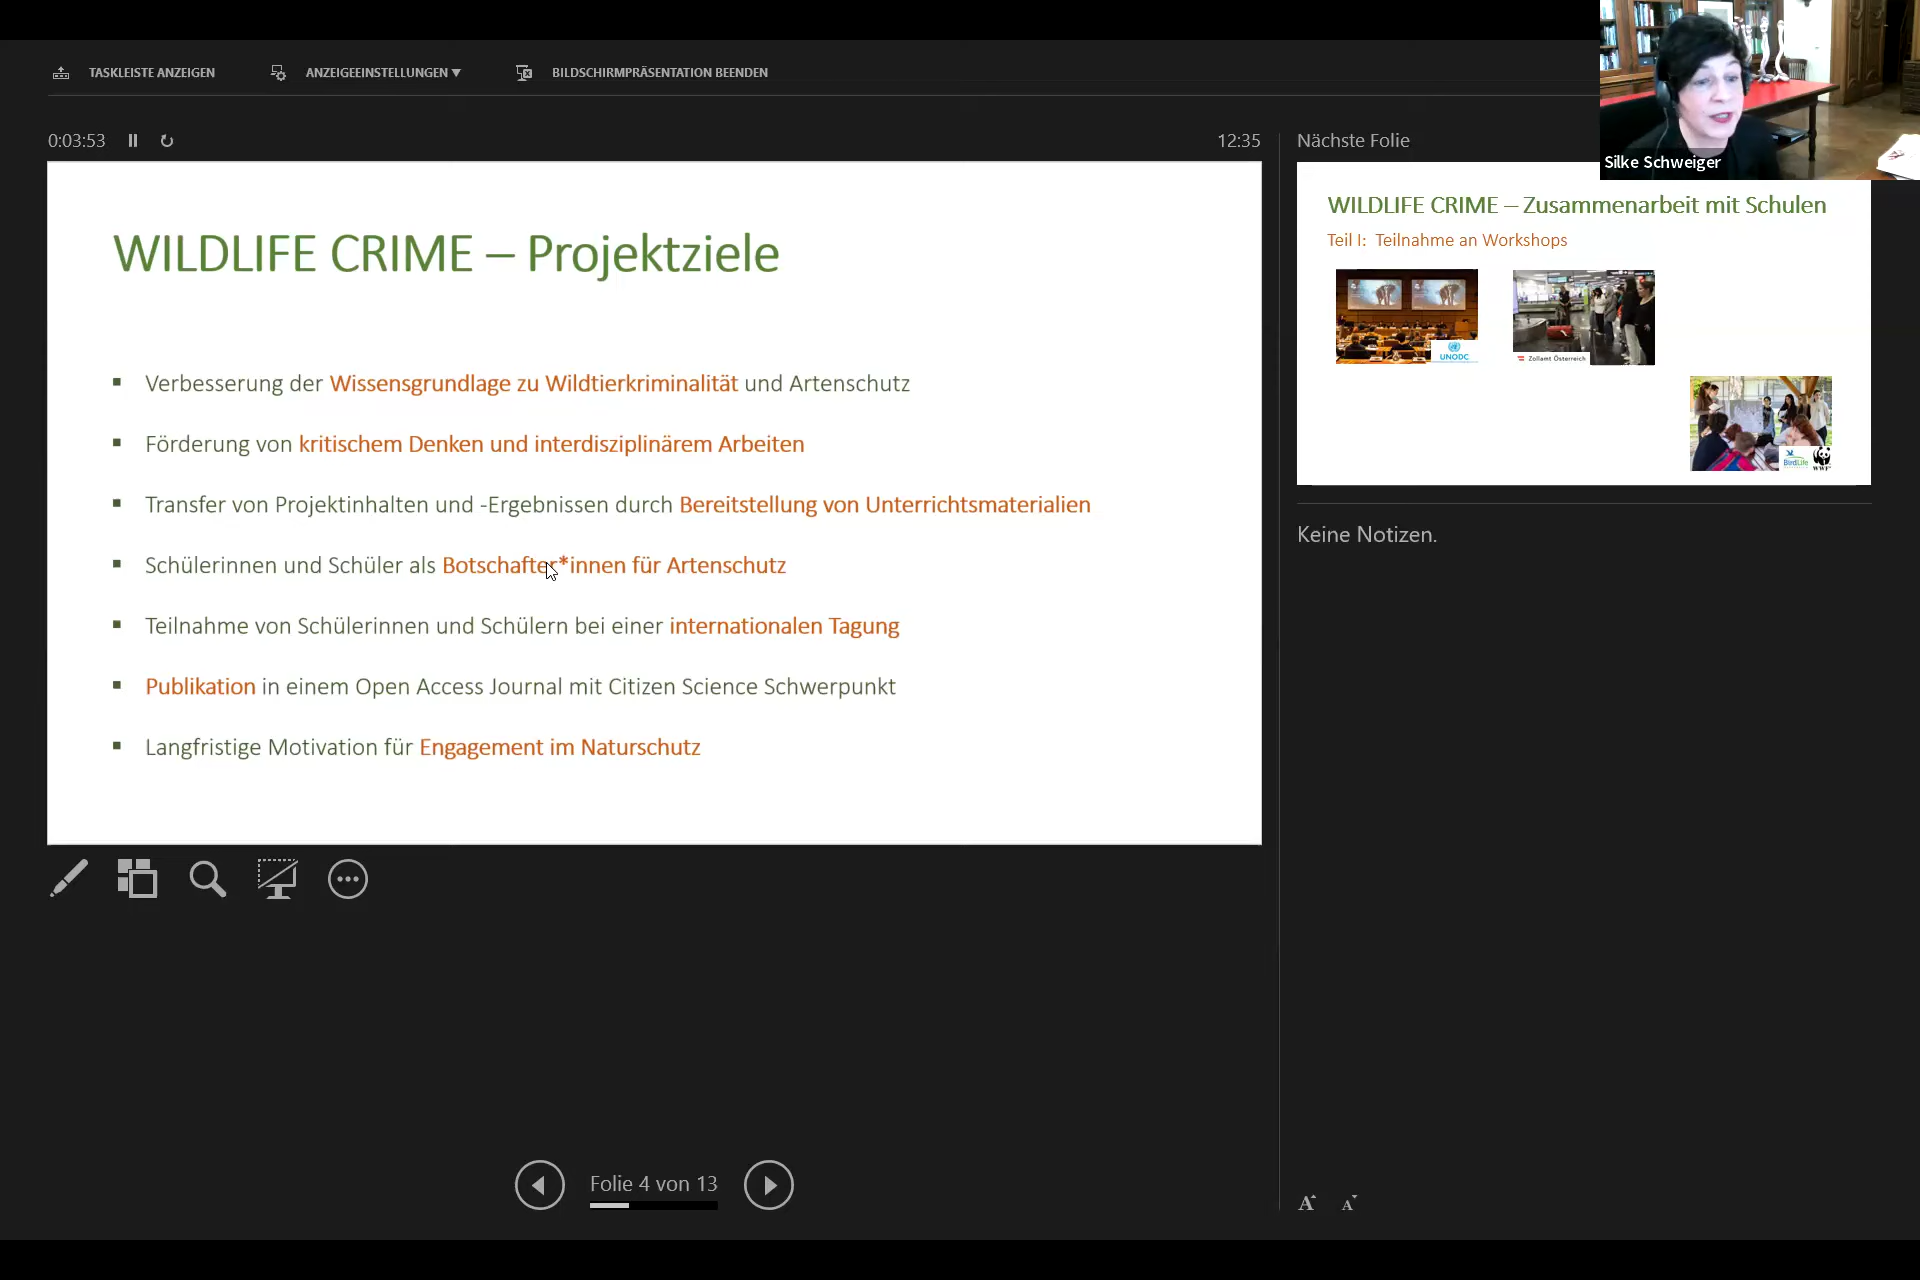 TASKLEISTE ANZEIGEN
ANZEIGEEINSTELLUNGEN
BILDSCHIRMPRÄSENTATION BEENDEN
Silke Schweiger
0:03:53
12:35
Nächste Folie
WILDLIFE CRIME – Projektziele
Verbesserung der Wissensgrundlage zu Wildtierkriminalität und Artenschutz
Förderung von kritischem Denken und interdisziplinärem Arbeiten
Transfer von Projektinhalten und -Ergebnissen durch Bereitstellung von Unterrichtsmaterialien
Schülerinnen und Schüler als Botschafter*innen für Artenschutz
Teilnahme von Schülerinnen und Schülern bei einer internationalen Tagung
Publikation in einem Open Access Journal mit Citizen Science Schwerpunkt
Langfristige Motivation für Engagement im Naturschutz
WILDLIFE CRIME – Zusammenarbeit mit Schulen
Teil I: Teilnahme an Workshops
UNODC
Zollamt Österreich
BirdLife
WWF
Keine Notizen.
Folie 4 von 13
A A